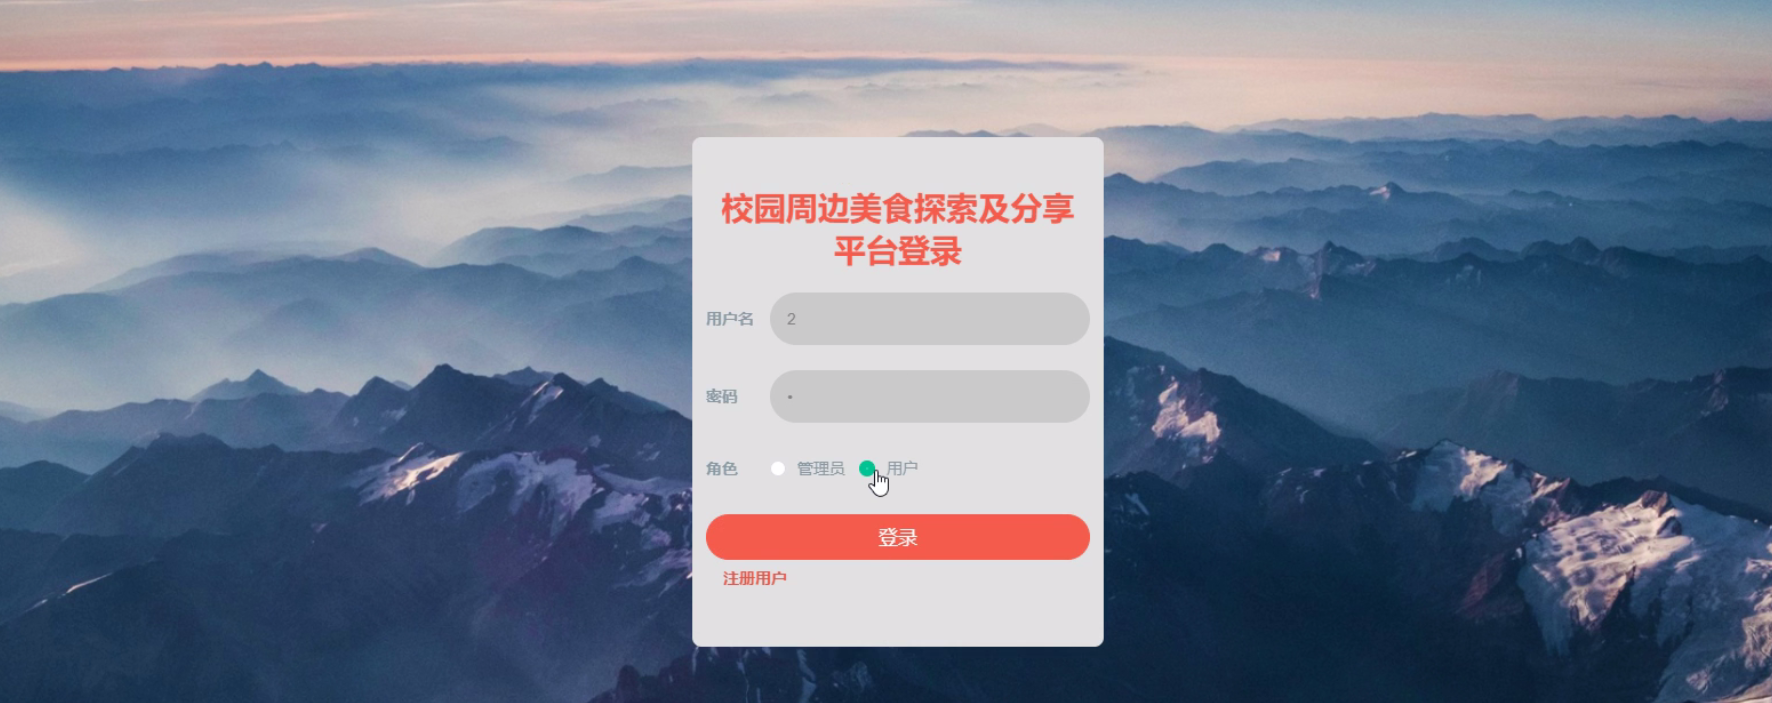 校园周边美食探索及分享
平台登录
用户名 2
密码 •
角色 管理员 用户
登录
注册用户